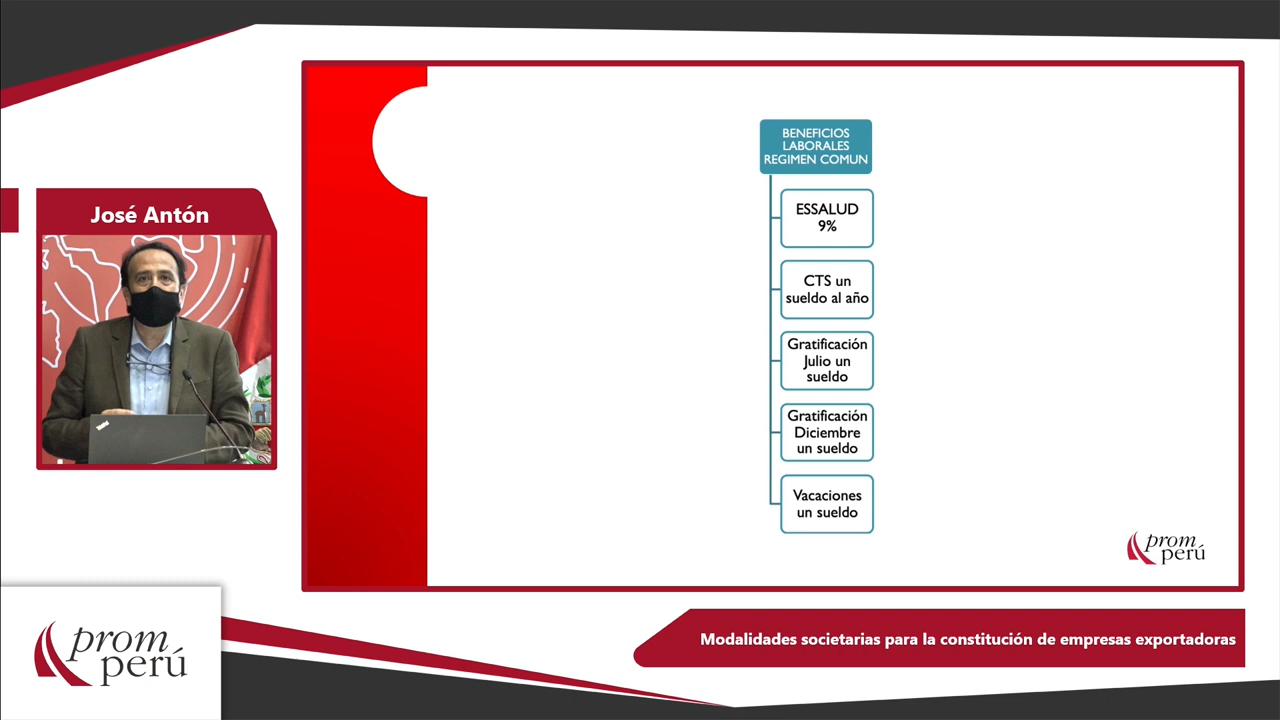 José Antón
BENEFICIOS
LABORALES
REGIMEN COMUN
ESSALUD
9%
CTS un
sueldo al año
Gratificación
Julio un
sueldo
Gratificación
Diciembre
un sueldo
Vacaciones
un sueldo
prom
perú
Modalidades societarias para la constitución de empresas exportadoras
prom
perú